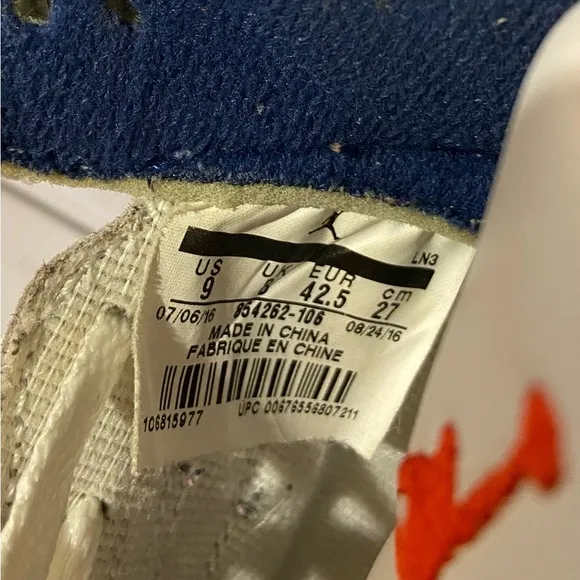 LN3
US UK EUR cm
9 8 42.5 27
07/06/16 854262-106 08/24/16
MADE IN CHINA
FABRIQUE EN CHINE
106815977 UPC 00676556807211